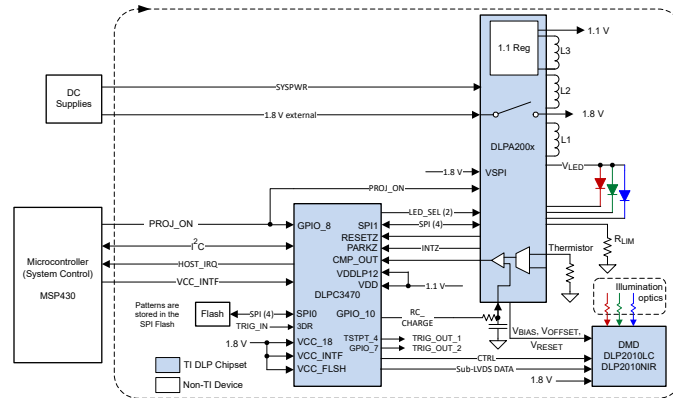 1.1 V
1.1 Reg
L3
DC
Supplies
SYSPWR
L2
1.8 V external
1.8 V
DLPA200x
L1
VLED
1.8 V
VSPI
PROJ_ON
Microcontroller
(System Control)
MSP430
PROJ_ON
I2C
HOST_IRQ
VCC_INTF
GPIO_8
SPI1
RESETZ
PARKZ
CMP_OUT
VDDLP12
VDD
DLPC3470
GPIO_10
SPI0
3DR
TSTPT_4
GPIO_7
VCC_18
VCC_INTF
VCC_FLSH
LED_SEL (2)
SPI (4)
INTZ
1.1 V
RC_
CHARGE
TRIG_OUT_1
TRIG_OUT_2
CTRL
Sub-LVDS DATA
Thermistor
RLIM
Illumination
optics
VBIAS, VOFFSET,
VRESET
DMD
DLP2010LC
DLP2010NIR
1.8 V
Patterns are
stored in the
SPI Flash
Flash
SPI (4)
TRIG_IN
1.8 V
TI DLP Chipset
Non-TI Device